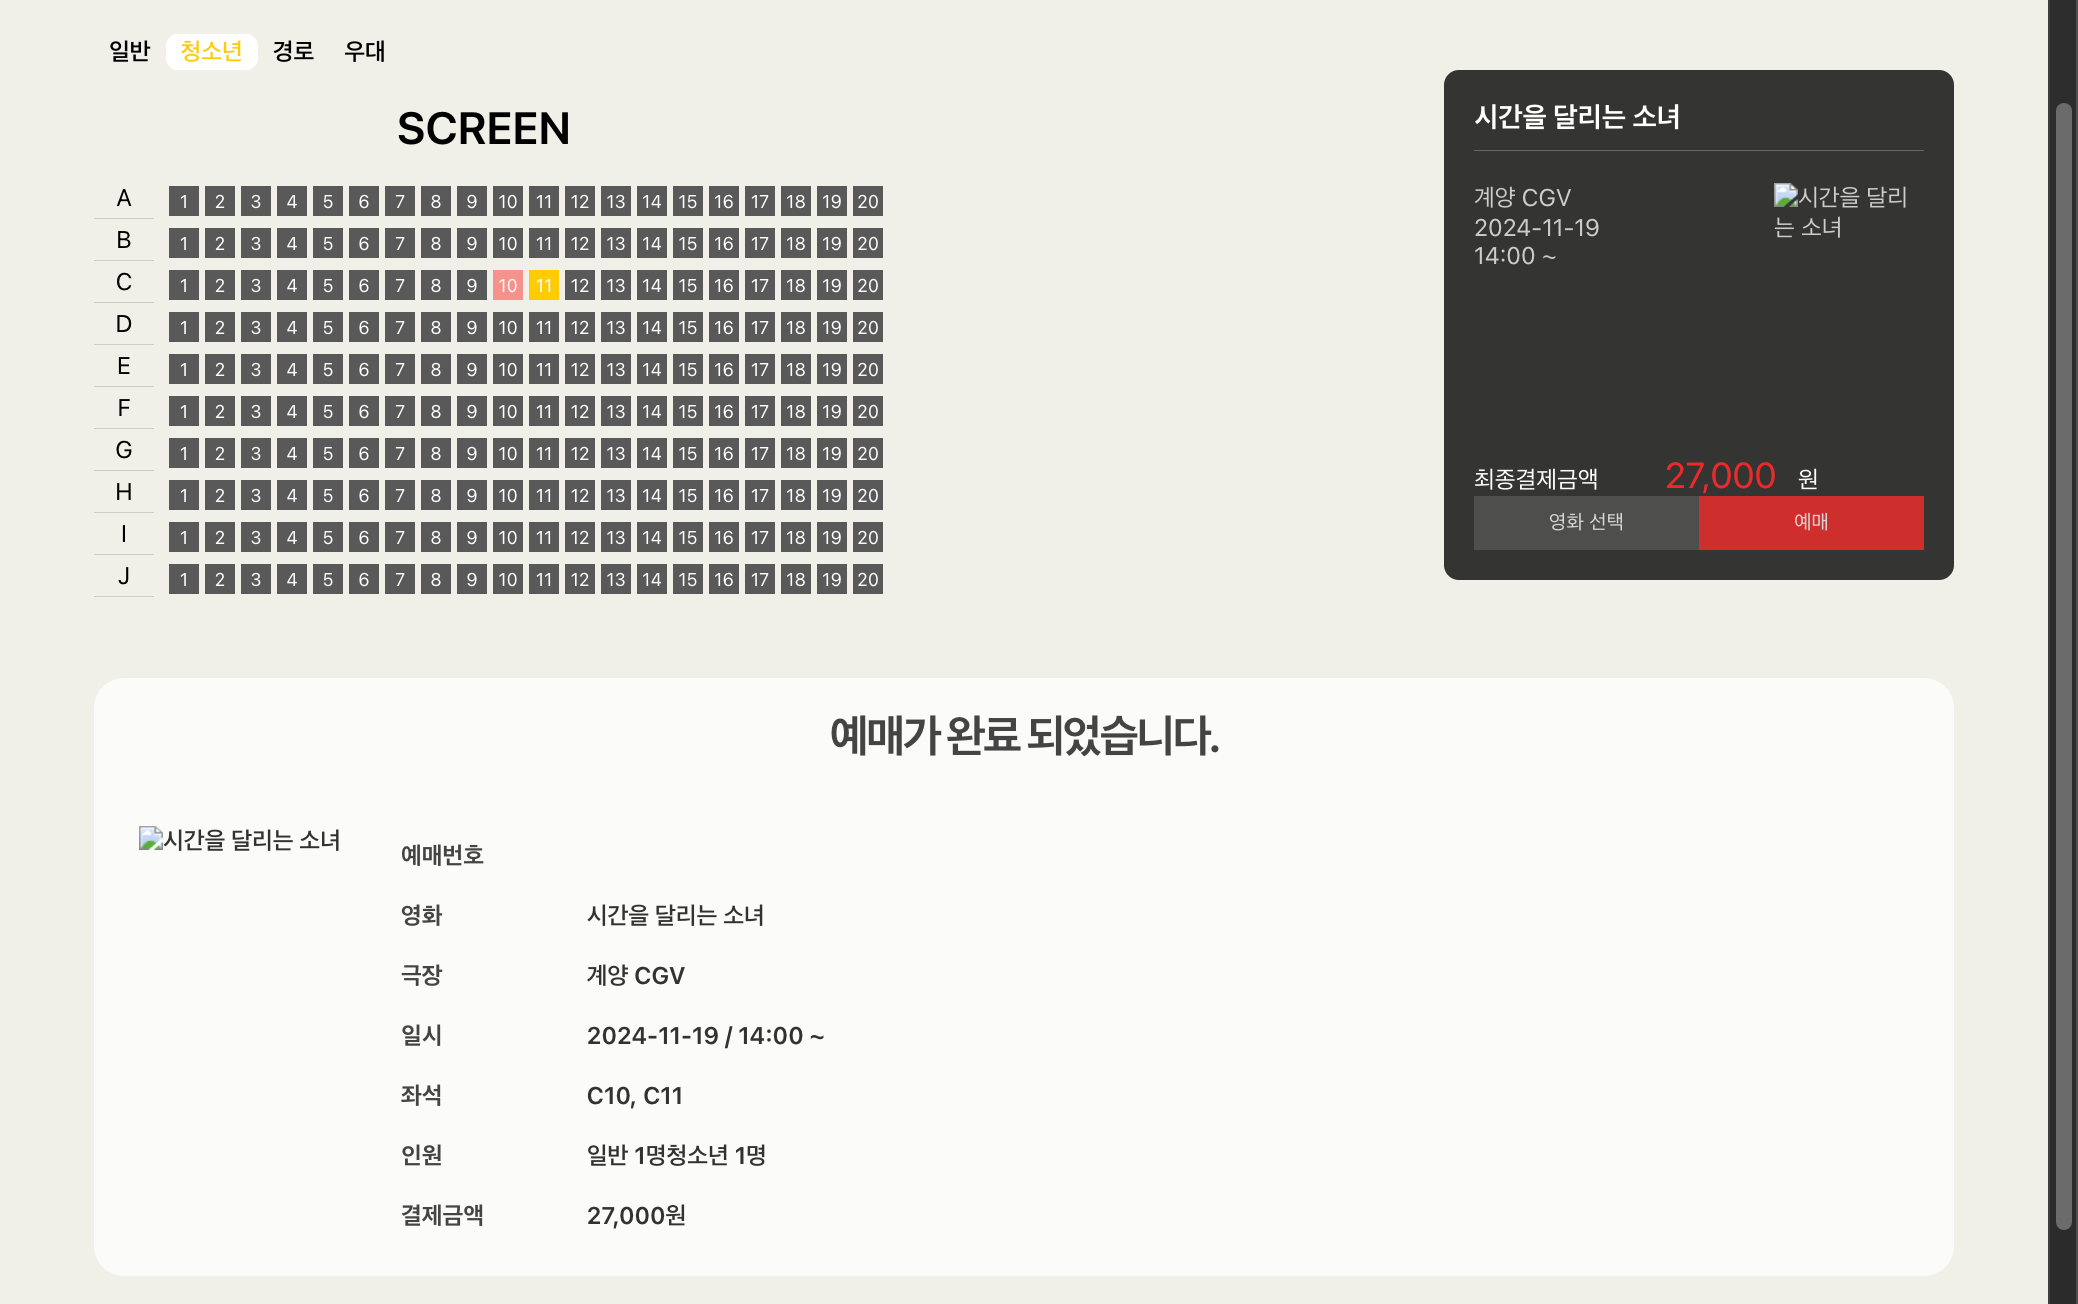 일반 청소년 경로 우대
SCREEN
A 1 2 3 4 5 6 7 8 9 10 11 12 13 14 15 16 17 18 19 20
B 1 2 3 4 5 6 7 8 9 10 11 12 13 14 15 16 17 18 19 20
C 1 2 3 4 5 6 7 8 9 10 11 12 13 14 15 16 17 18 19 20
D 1 2 3 4 5 6 7 8 9 10 11 12 13 14 15 16 17 18 19 20
E 1 2 3 4 5 6 7 8 9 10 11 12 13 14 15 16 17 18 19 20
F 1 2 3 4 5 6 7 8 9 10 11 12 13 14 15 16 17 18 19 20
G 1 2 3 4 5 6 7 8 9 10 11 12 13 14 15 16 17 18 19 20
H 1 2 3 4 5 6 7 8 9 10 11 12 13 14 15 16 17 18 19 20
I 1 2 3 4 5 6 7 8 9 10 11 12 13 14 15 16 17 18 19 20
J 1 2 3 4 5 6 7 8 9 10 11 12 13 14 15 16 17 18 19 20
시간을 달리는 소녀
계양 CGV
2024-11-19
14:00 ~
시간을 달리
는 소녀
최종결제금액 27,000 원
영화 선택 예매
예매가 완료 되었습니다.
시간을 달리는 소녀
예매번호
영화 시간을 달리는 소녀
극장 계양 CGV
일시 2024-11-19 / 14:00 ~
좌석 C10, C11
인원 일반 1명청소년 1명
결제금액 27,000원